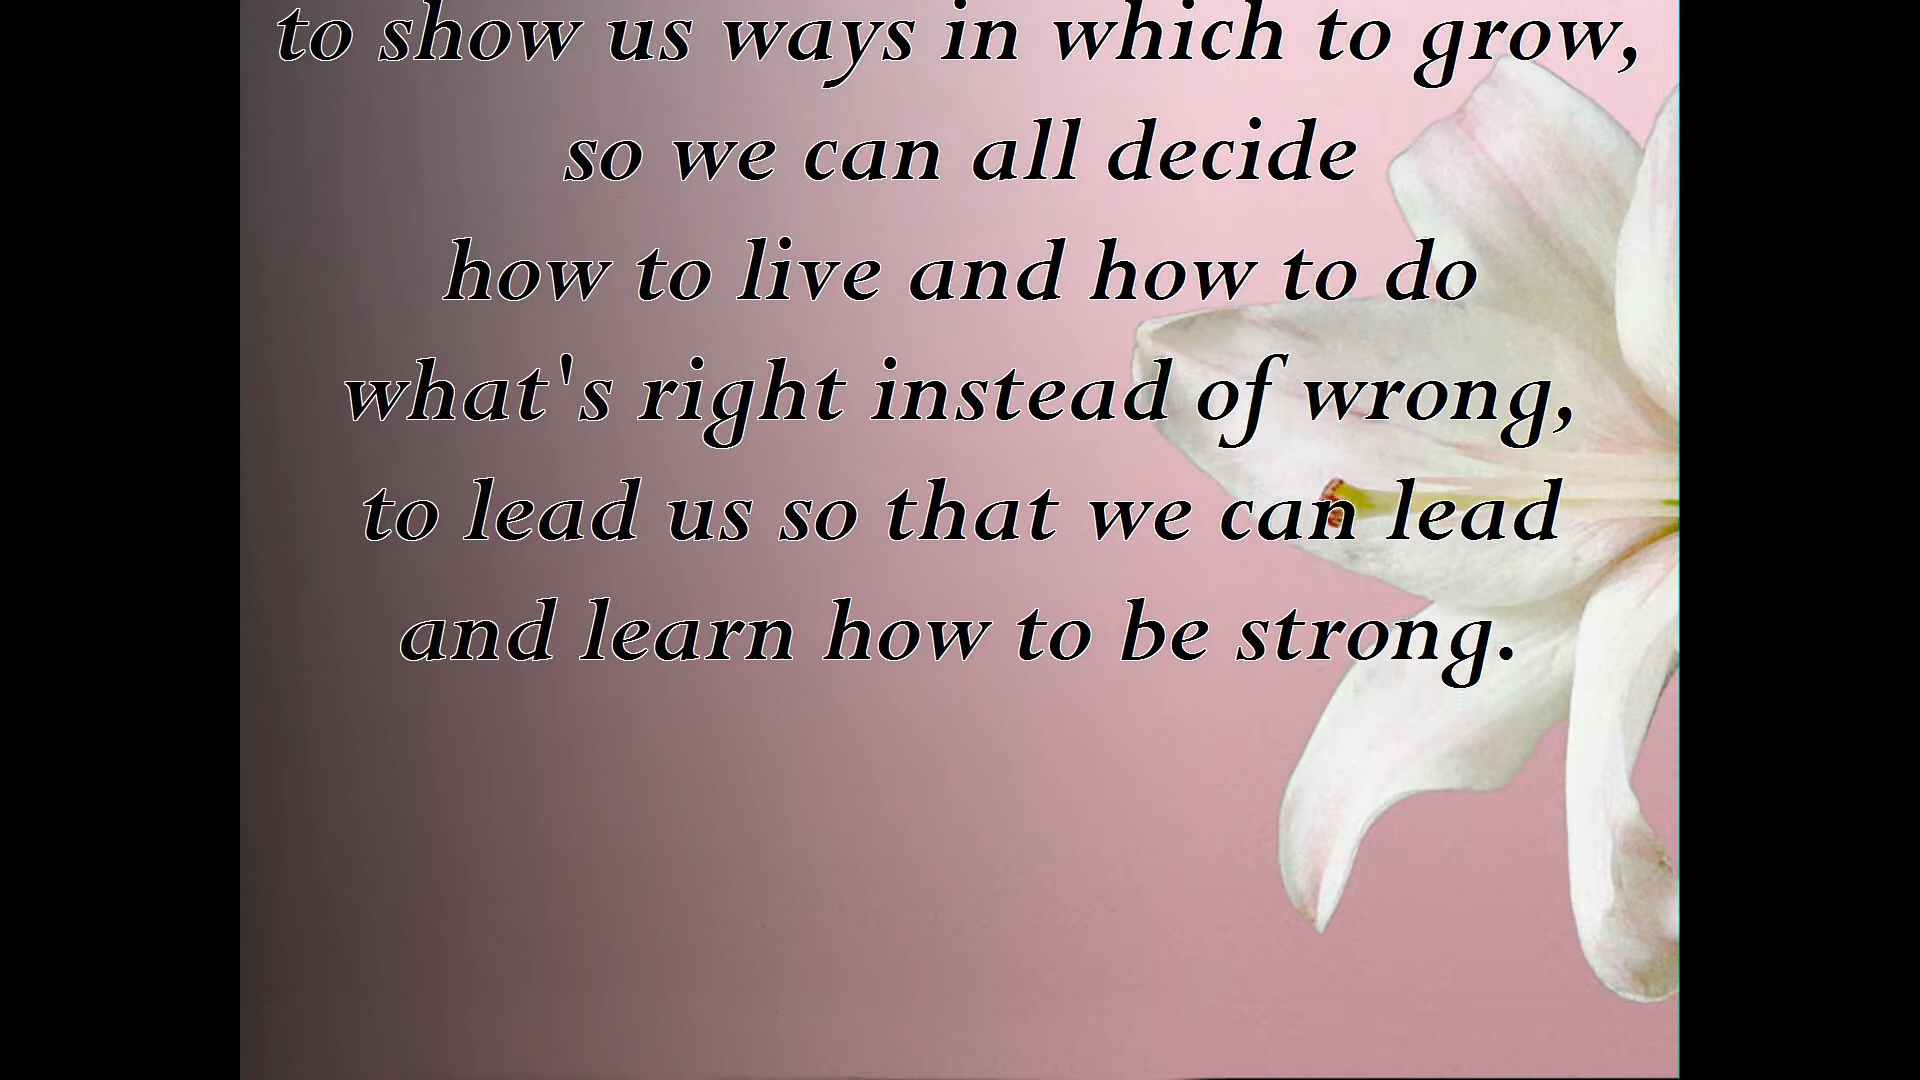 to show us ways in which to grow,
so we can all decide
how to live and how to do
what's right instead of wrong,
to lead us so that we can lead
and learn how to be strong.